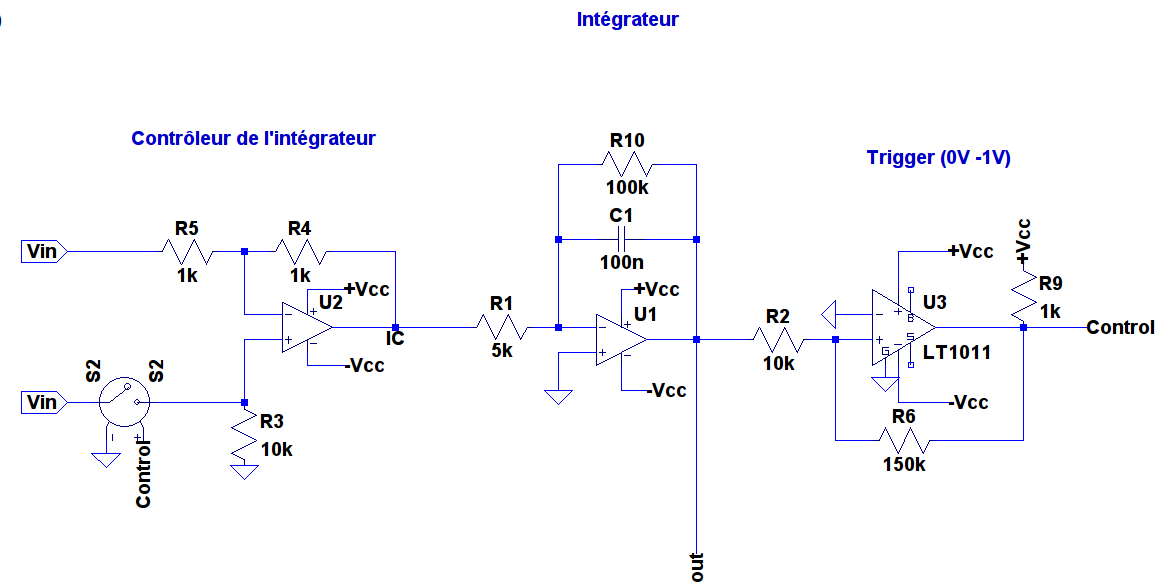 )
Intégrateur
Contrôleur de l'intégrateur
Trigger (0V -1V)
R10
100k
C1
100n
Vin
R5
1k
R4
1k
+Vcc
U2
IC
-Vcc
R1
5k
+Vcc
U1
-Vcc
R2
10k
+Vcc
+Vcc
R9
1k
U3
B
S
G
LT1011
Control
-Vcc
R6
150k
Vin
S2
S2
Control
R3
10k
out